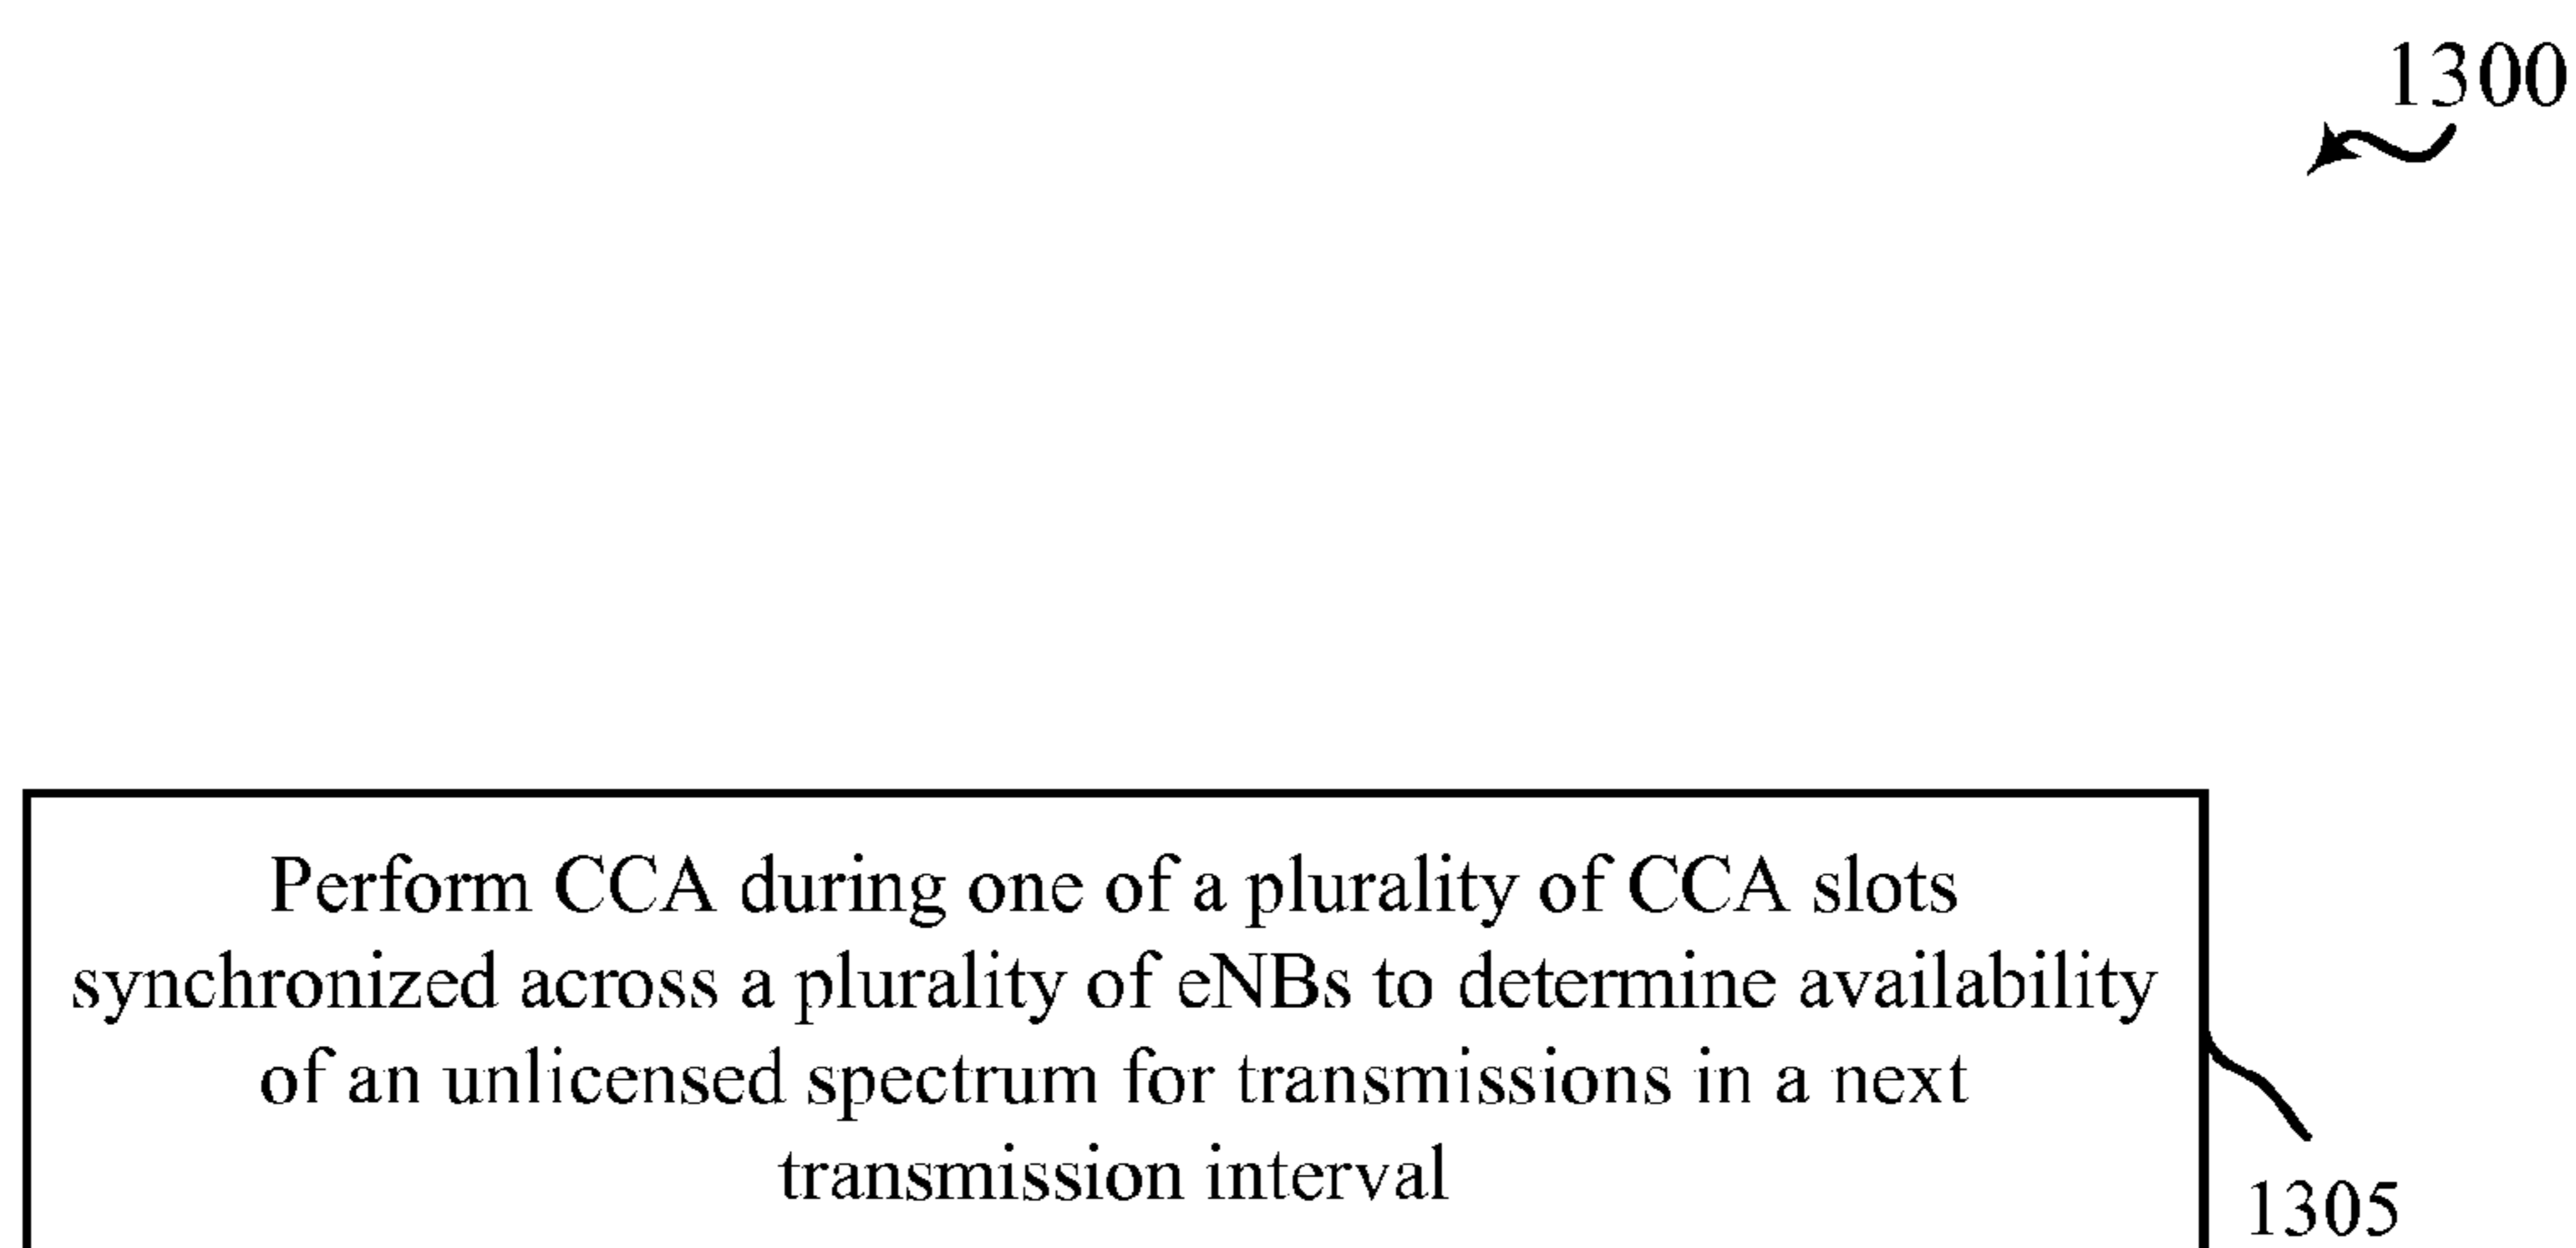 1300
Perform CCA during one of a plurality of CCA slots
synchronized across a plurality of eNBs to determine availability
of an unlicensed spectrum for transmissions in a next
transmission interval
1305